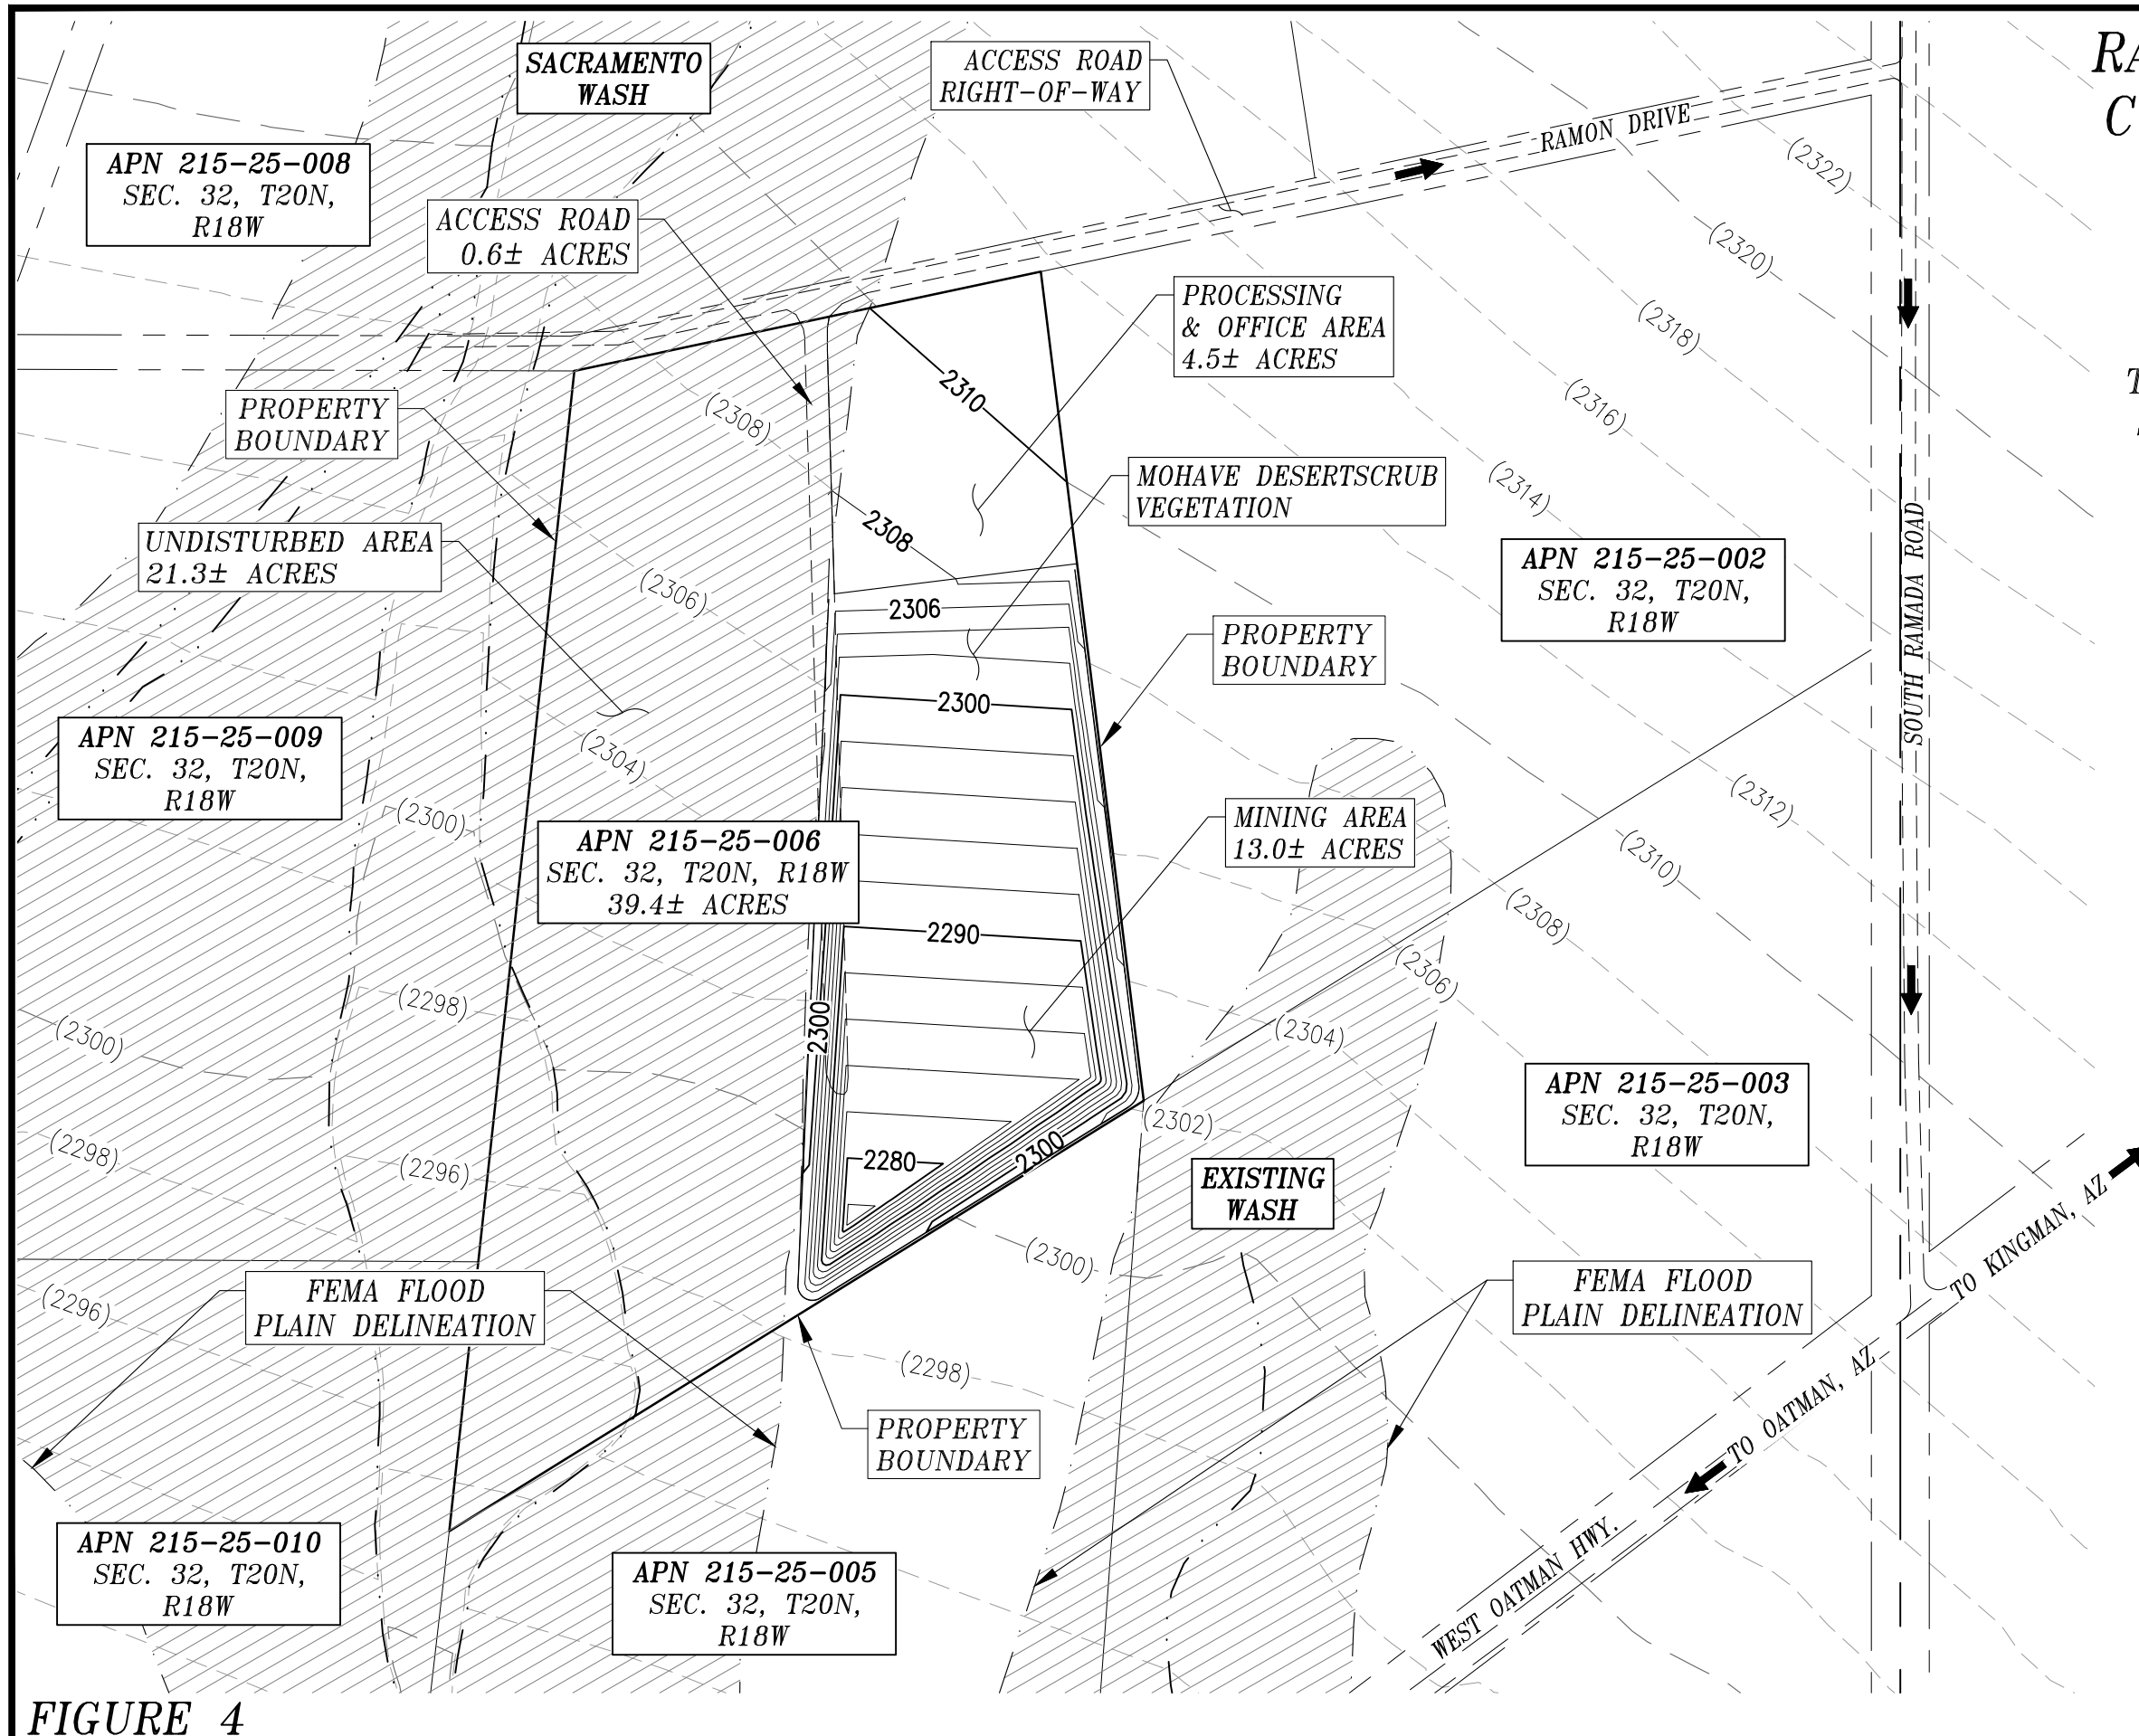 SACRAMENTO
WASH
ACCESS ROAD
RIGHT-OF-WAY
RA
C
RAMON DRIVE
APN 215-25-008
SEC. 32, T20N,
R18W
(2322)
ACCESS ROAD
0.6± ACRES
(2320)
PROCESSING
& OFFICE AREA
4.5± ACRES
(2318)
2310
(2308)
PROPERTY
BOUNDARY
(2316)
T
MOHAVE DESERTSCRUB
VEGETATION
(2314)
2308
UNDISTURBED AREA
21.3± ACRES
SOUTH RAMADA ROAD
APN 215-25-002
SEC. 32, T20N,
R18W
(2306)
2306
PROPERTY
BOUNDARY
2300
(2304)
APN 215-25-009
SEC. 32, T20N,
R18W
(2312)
(2300)
MINING AREA
13.0± ACRES
APN 215-25-006
SEC. 32, T20N, R18W
39.4± ACRES
(2310)
(2308)
2290
(2306)
(2298)
2300
(2300)
(2304)
APN 215-25-003
SEC. 32, T20N,
R18W
(2302)
(2298)
(2296)
2280
2300
EXISTING
WASH
TO KINGMAN, AZ
(2300)
(2296)
FEMA FLOOD
PLAIN DELINEATION
FEMA FLOOD
PLAIN DELINEATION
(2298)
TO OATMAN, AZ
PROPERTY
BOUNDARY
WEST OATMAN HWY.
APN 215-25-010
SEC. 32, T20N,
R18W
APN 215-25-005
SEC. 32, T20N,
R18W
FIGURE 4